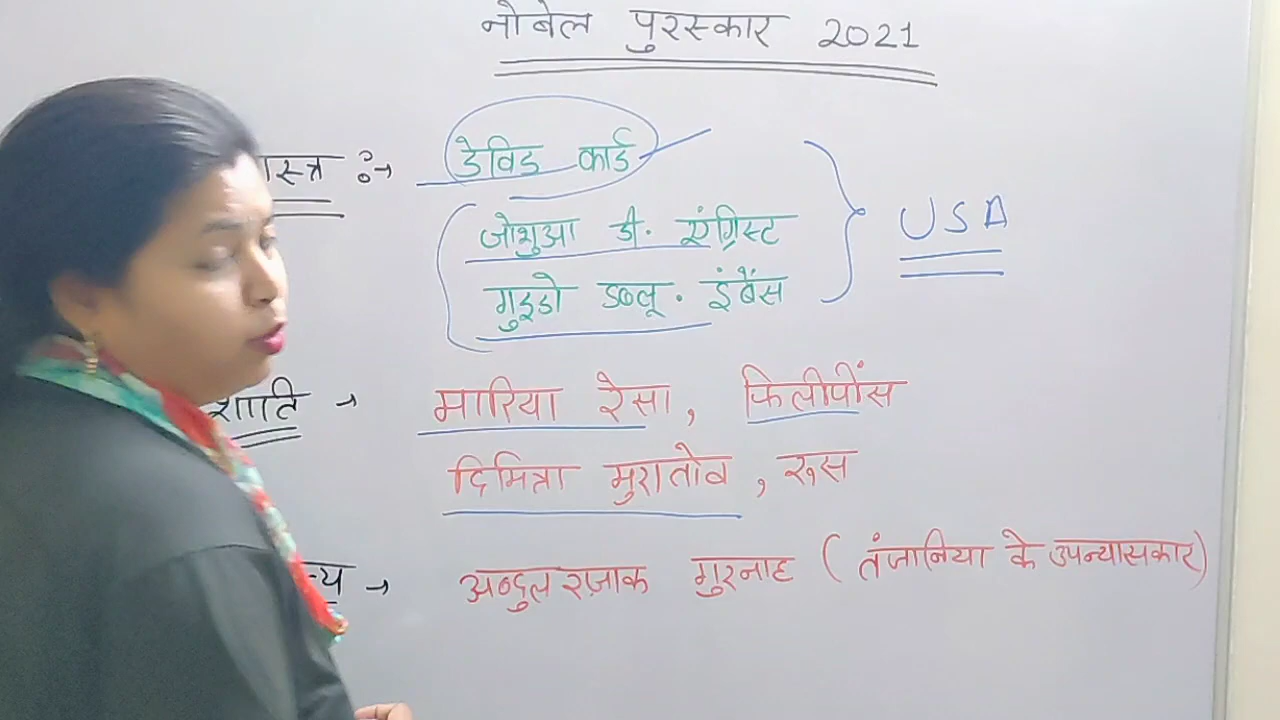 नोबेल पुरस्कार 2021
डेविड कार्ड
जोशुआ डी. एंग्रिस्ट
गुइडो डब्लू. इंबेंस
USA
शाति → मारिया रेसा, फिलीपींस
दिमित्रा मुरातोव, रूस
→ अब्दुलरज़ाक गुरनाह (तंजानिया के उपन्यासकार)